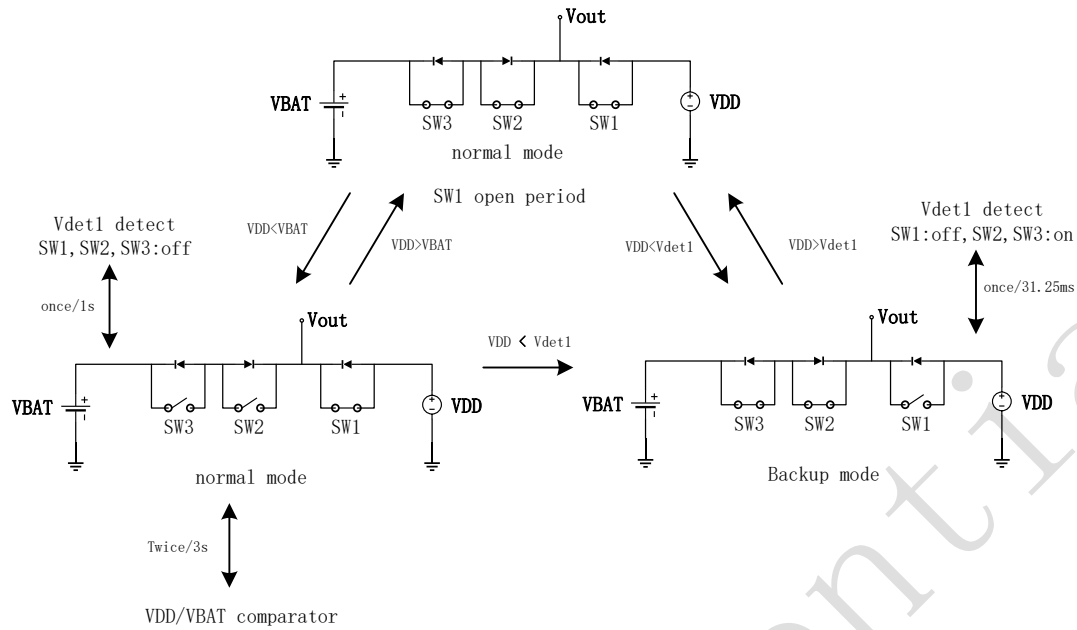 Vout
VBAT
+
-
SW3
SW2
SW1
+
-
VDD
normal mode
SW1 open period
VDD<VBAT
VDD>VBAT
VDD<Vdet1
VDD>Vdet1
Vdet1 detect
SW1,SW2,SW3:off
once/1s
Vdet1 detect
SW1:off,SW2,SW3:on
once/31.25ms
Vout
VBAT
+
-
SW3
SW2
SW1
+
-
VDD
normal mode
VDD < Vdet1
Vout
VBAT
+
-
SW3
SW2
SW1
+
-
VDD
Backup mode
Twice/3s
VDD/VBAT comparator